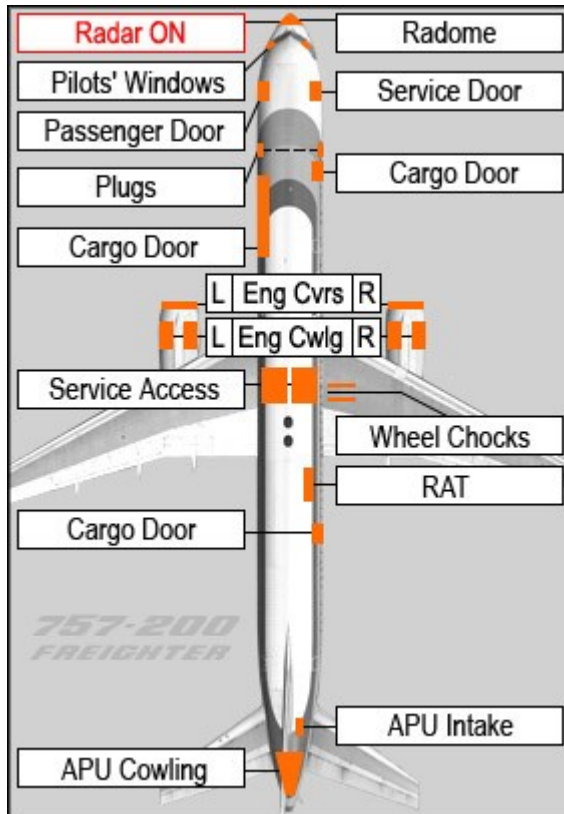 Radar ON
Radome
Pilots' Windows
Service Door
Passenger Door
Plugs
Cargo Door
Cargo Door
L Eng Cvrs R
L Eng Cwlg R
Service Access
Wheel Chocks
RAT
Cargo Door
757-200
FREIGHTER
APU Intake
APU Cowling